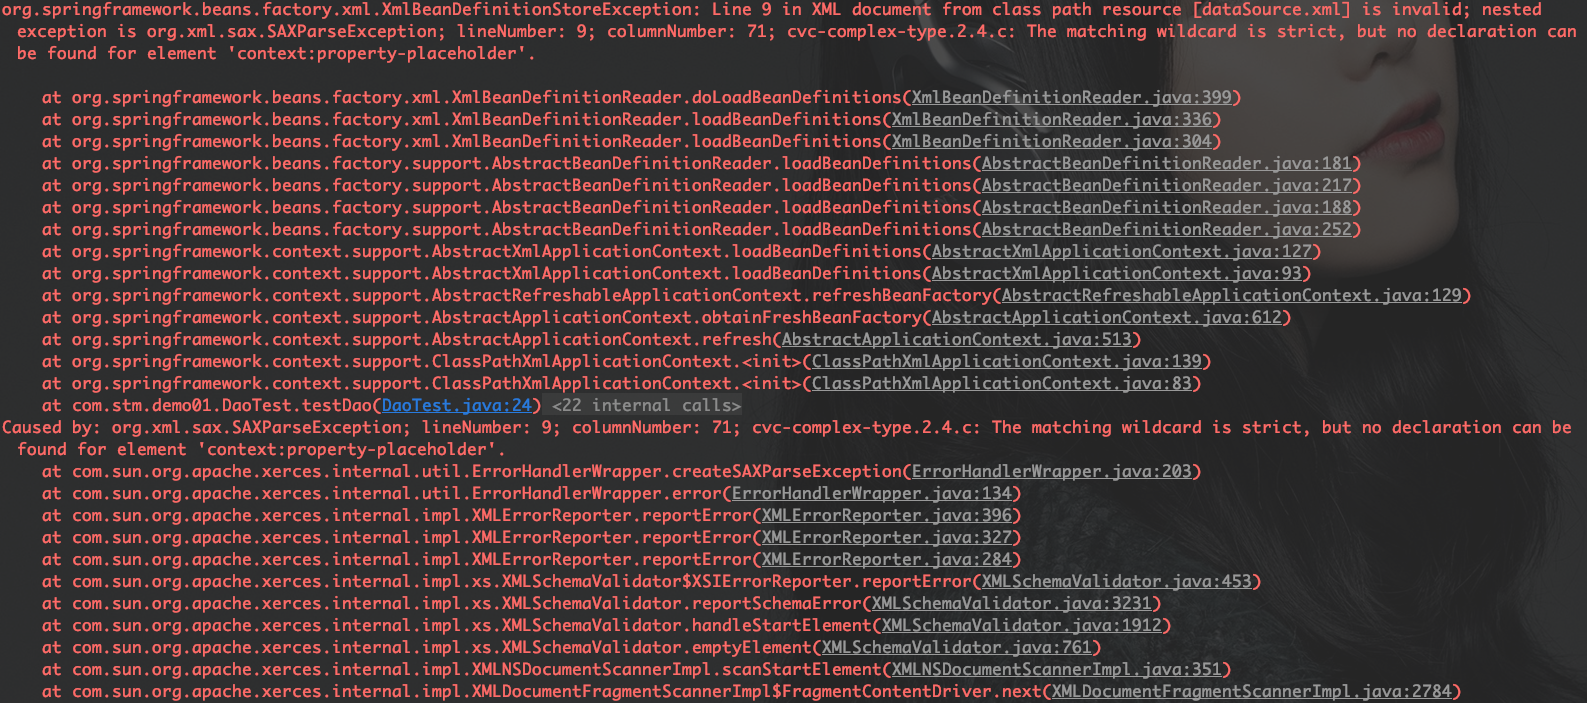 org.springframework.beans.factory.xml.XmlBeanDefinitionStoreException: Line 9 in XML document from class path resource [dataSource.xml] is invalid; nested
exception is org.xml.sax.SAXParseException; lineNumber: 9; columnNumber: 71; cvc-complex-type.2.4.c: The matching wildcard is strict, but no declaration can
be found for element 'context:property-placeholder'.
at org.springframework.beans.factory.xml.XmlBeanDefinitionReader.doLoadBeanDefinitions(XmlBeanDefinitionReader.java:399)
at org.springframework.beans.factory.xml.XmlBeanDefinitionReader.loadBeanDefinitions(XmlBeanDefinitionReader.java:336)
at org.springframework.beans.factory.xml.XmlBeanDefinitionReader.loadBeanDefinitions(XmlBeanDefinitionReader.java:304)
at org.springframework.beans.factory.support.AbstractBeanDefinitionReader.loadBeanDefinitions(AbstractBeanDefinitionReader.java:181)
at org.springframework.beans.factory.support.AbstractBeanDefinitionReader.loadBeanDefinitions(AbstractBeanDefinitionReader.java:217)
at org.springframework.beans.factory.support.AbstractBeanDefinitionReader.loadBeanDefinitions(AbstractBeanDefinitionReader.java:188)
at org.springframework.beans.factory.support.AbstractBeanDefinitionReader.loadBeanDefinitions(AbstractBeanDefinitionReader.java:252)
at org.springframework.context.support.AbstractXmlApplicationContext.loadBeanDefinitions(AbstractXmlApplicationContext.java:127)
at org.springframework.context.support.AbstractXmlApplicationContext.loadBeanDefinitions(AbstractXmlApplicationContext.java:93)
at org.springframework.context.support.AbstractRefreshableApplicationContext.refreshBeanFactory(AbstractRefreshableApplicationContext.java:129)
at org.springframework.context.support.AbstractApplicationContext.obtainFreshBeanFactory(AbstractApplicationContext.java:612)
at org.springframework.context.support.AbstractApplicationContext.refresh(AbstractApplicationContext.java:513)
at org.springframework.context.support.ClassPathXmlApplicationContext.<init>(ClassPathXmlApplicationContext.java:139)
at org.springframework.context.support.ClassPathXmlApplicationContext.<init>(ClassPathXmlApplicationContext.java:83)
at com.stm.demo01.DaoTest.testDao(DaoTest.java:24) <22 internal calls>
Caused by: org.xml.sax.SAXParseException; lineNumber: 9; columnNumber: 71; cvc-complex-type.2.4.c: The matching wildcard is strict, but no declaration can be
found for element 'context:property-placeholder'.
at com.sun.org.apache.xerces.internal.util.ErrorHandlerWrapper.createSAXParseException(ErrorHandlerWrapper.java:203)
at com.sun.org.apache.xerces.internal.util.ErrorHandlerWrapper.error(ErrorHandlerWrapper.java:134)
at com.sun.org.apache.xerces.internal.impl.XMLErrorReporter.reportError(XMLErrorReporter.java:396)
at com.sun.org.apache.xerces.internal.impl.XMLErrorReporter.reportError(XMLErrorReporter.java:327)
at com.sun.org.apache.xerces.internal.impl.XMLErrorReporter.reportError(XMLErrorReporter.java:284)
at com.sun.org.apache.xerces.internal.impl.xs.XMLSchemaValidator$XSIErrorReporter.reportError(XMLSchemaValidator.java:453)
at com.sun.org.apache.xerces.internal.impl.xs.XMLSchemaValidator.reportSchemaError(XMLSchemaValidator.java:3231)
at com.sun.org.apache.xerces.internal.impl.xs.XMLSchemaValidator.handleStartElement(XMLSchemaValidator.java:1912)
at com.sun.org.apache.xerces.internal.impl.xs.XMLSchemaValidator.emptyElement(XMLSchemaValidator.java:761)
at com.sun.org.apache.xerces.internal.impl.XMLNSDocumentScannerImpl.scanStartElement(XMLNSDocumentScannerImpl.java:351)
at com.sun.org.apache.xerces.internal.impl.XMLDocumentFragmentScannerImpl$FragmentContentDriver.next(XMLDocumentFragmentScannerImpl.java:2784)